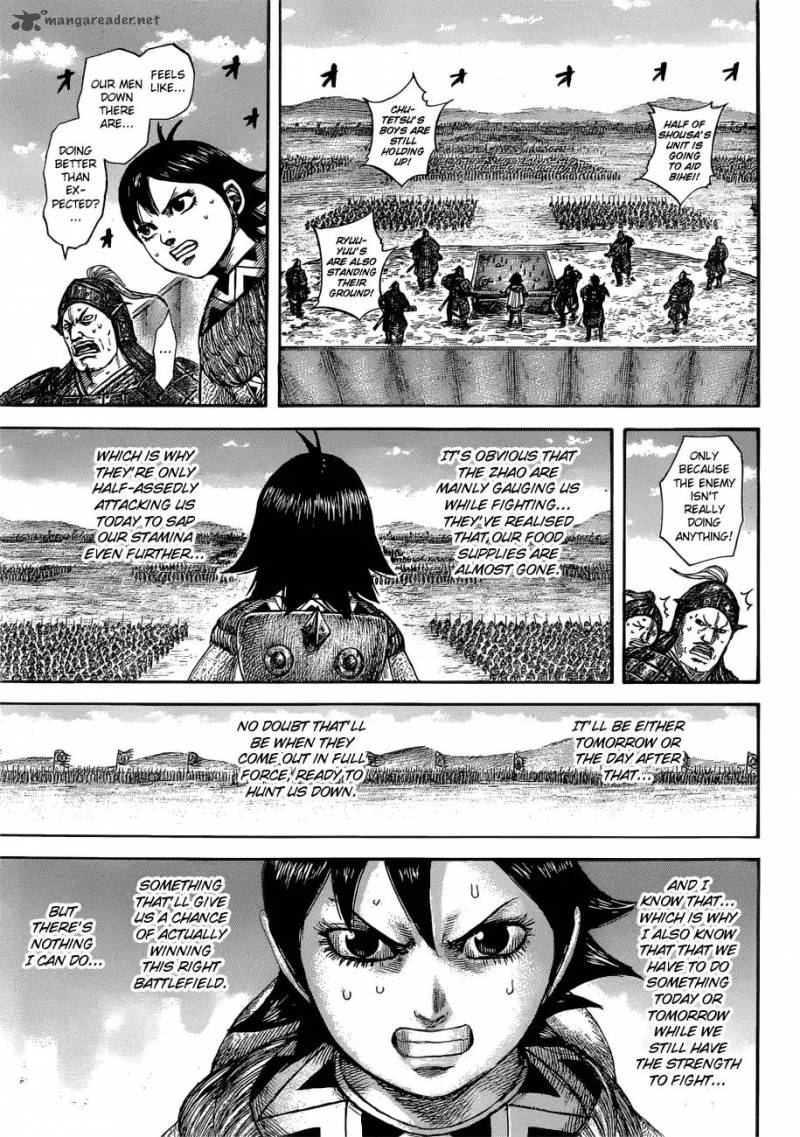 mangareader.net
HALF OF
SHOUSA'S
UNIT IS
GOING
TO AID
BIHEI!
CHU-
TETSU'S
BOYS ARE
STILL
HOLDING
UP!
RYUU-
YUU'S
ARE ALSO
STANDING
THEIR
GROUND!
FEELS
LIKE...
OUR MEN
DOWN
THERE
ARE...
DOING
BETTER
THAN
EX-
PECTED?
...
...
ONLY
BECAUSE
THE ENEMY
ISN'T
REALLY
DOING
ANYTHING!
IT'S OBVIOUS THAT
THE ZHAO ARE
MAINLY GAUGING US
WHILE FIGHTING...
THEY'VE REALISED
THAT OUR FOOD
SUPPLIES ARE
ALMOST GONE.
WHICH IS WHY
THEY'RE ONLY
HALF-ASSEDLY
ATTACKING US
TODAY TO SAP
OUR STAMINA
EVEN FURTHER...
IT'LL BE EITHER
TOMORROW OR
THE DAY AFTER
THAT...
NO DOUBT THAT'LL
BE WHEN THEY
COME OUT IN FULL
FORCE, READY TO
HUNT US DOWN.
AND I
KNOW THAT...
WHICH IS WHY
I ALSO KNOW
THAT THAT WE
HAVE TO DO
SOMETHING
TODAY OR
TOMORROW
WHILE WE
STILL HAVE
THE STRENGTH
TO FIGHT...
SOMETHING
THAT'LL GIVE
US A CHANCE
OF ACTUALLY
WINNING
THIS RIGHT
BATTLEFIELD.
BUT
THERE'S
NOTHING
I CAN DO...